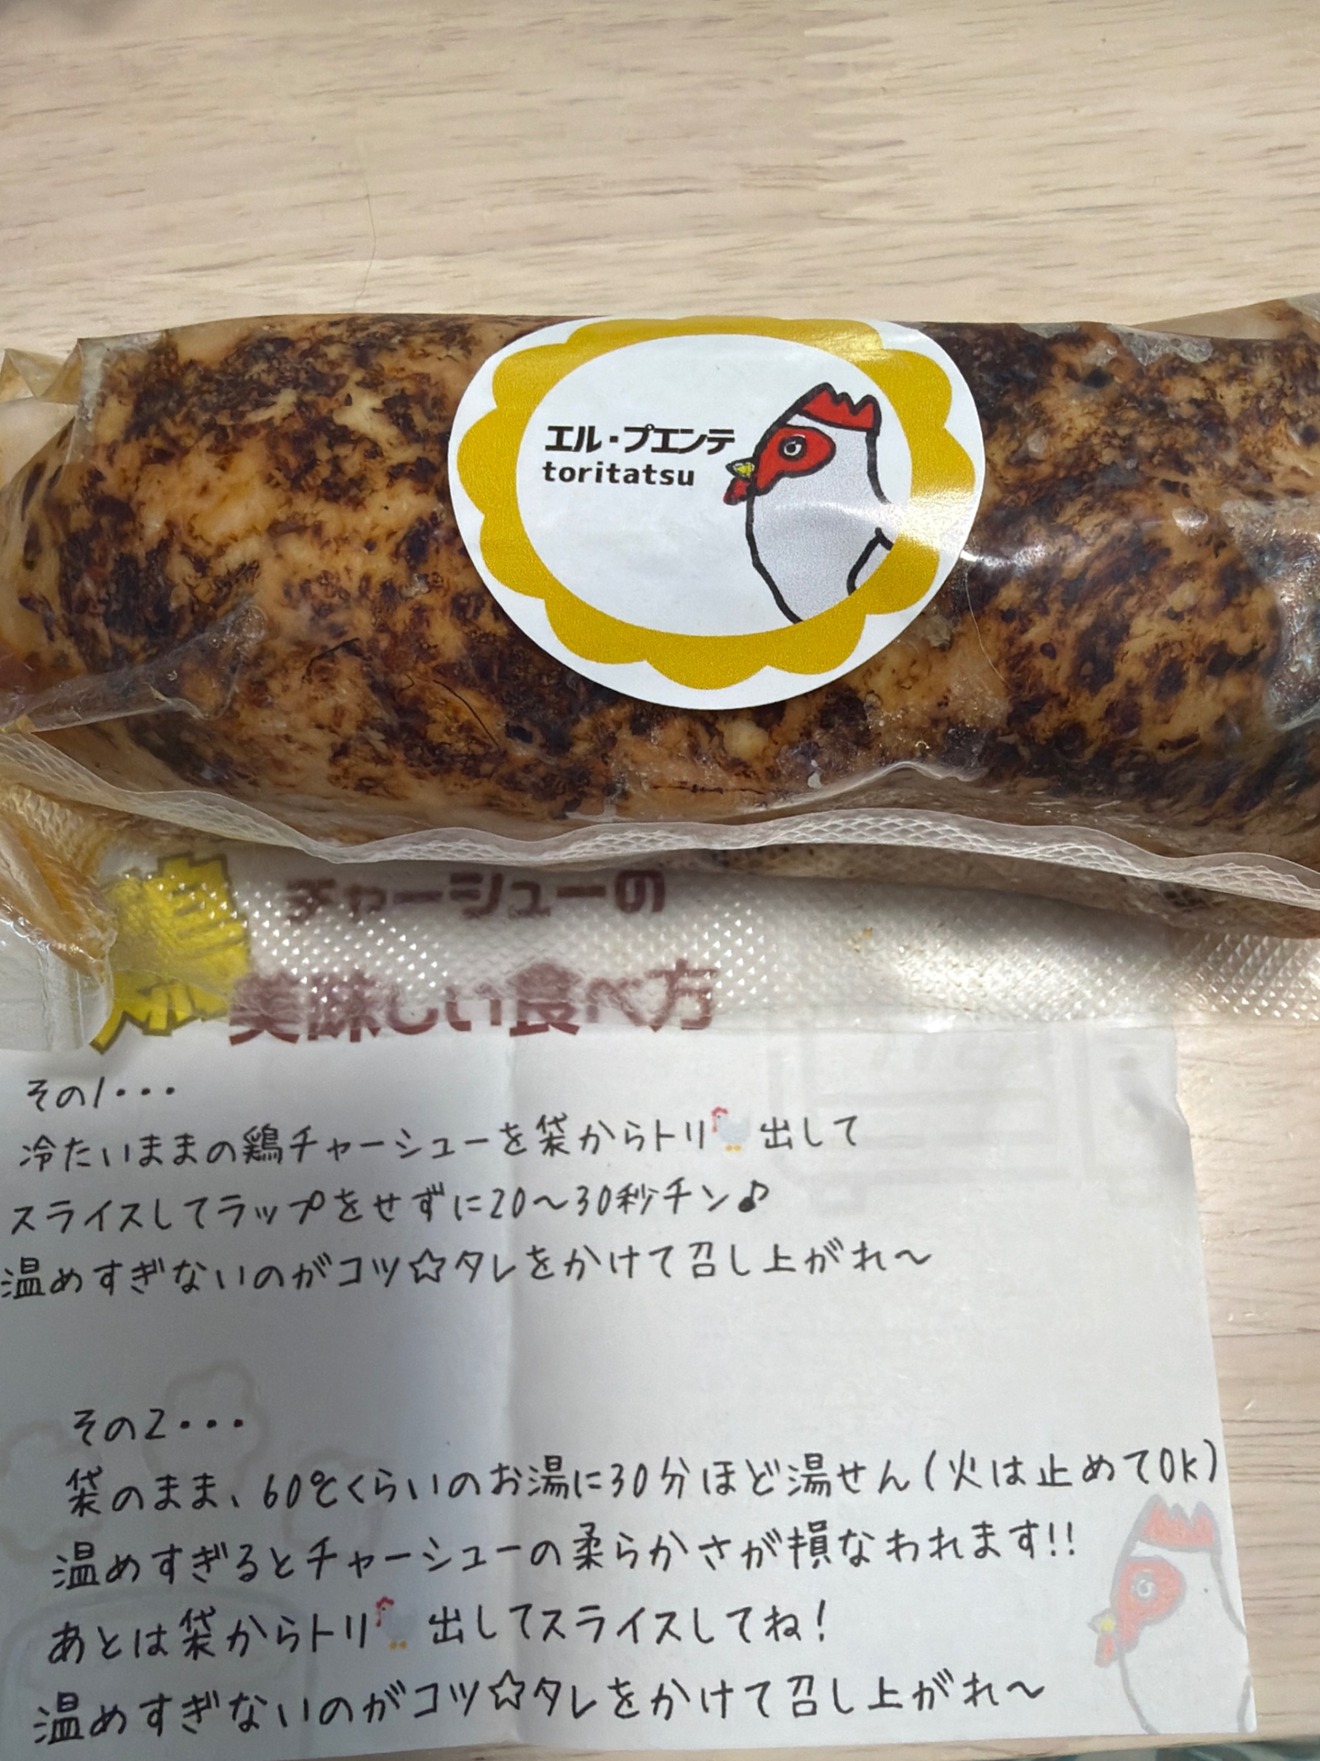 エル・プエンテ
toritatsu
チャーシューの
美味しい食べ方
その1・・・
冷たいままの鶏チャーシューを袋からトリ出して
スライスしてラップをせずに20～30秒チン♪
温めすぎないのがコツ☆タレをかけて召し上がれ～
その2・・・
袋のまま、60℃くらいのお湯に30分ほど湯せん(火は止めてOK)
温めすぎるとチャーシューの柔らかさが損なわれます!!
あとは袋からトリ出してスライスしてね!
温めすぎないのがコツ☆タレをかけて召し上がれ～